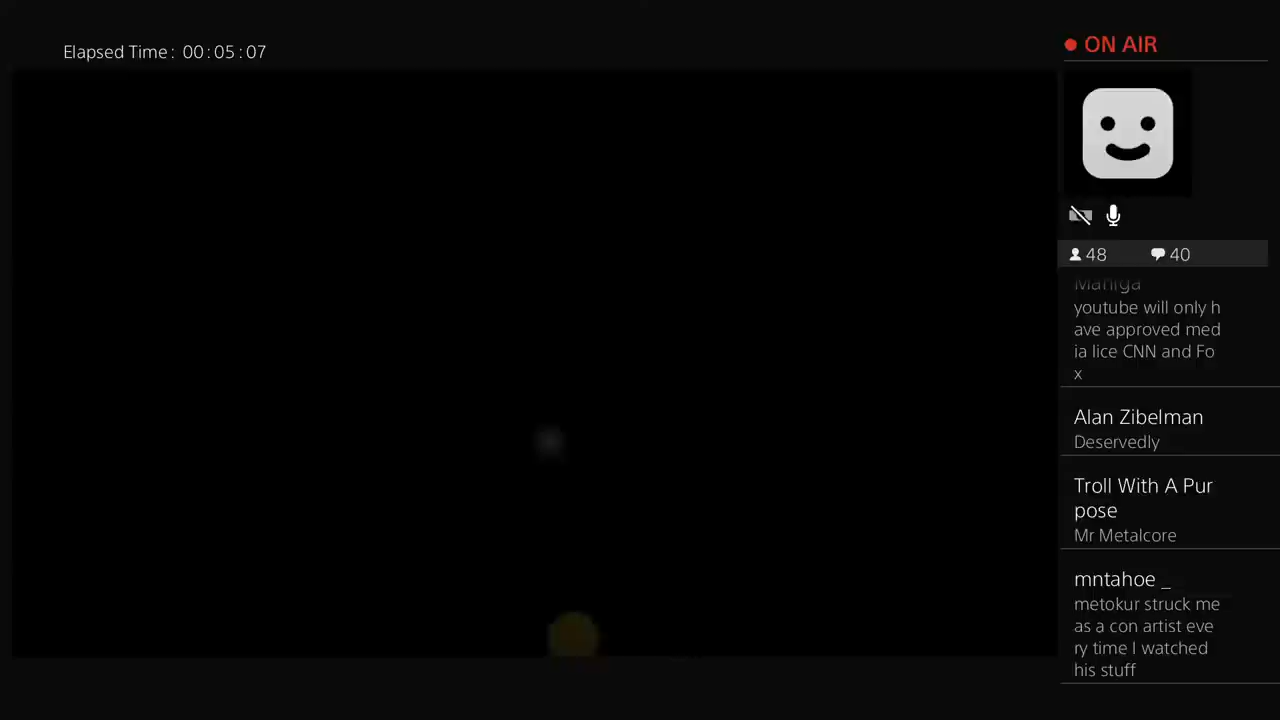 Elapsed Time: 00:05:07
ON AIR
48 40
Maniga
youtube will only h
ave approved med
ia lice CNN and Fo
x
Alan Zibelman
Deservedly
Troll With A Pur
pose
Mr Metalcore
mntahoe _
metokur struck me
as a con artist eve
ry time I watched
his stuff